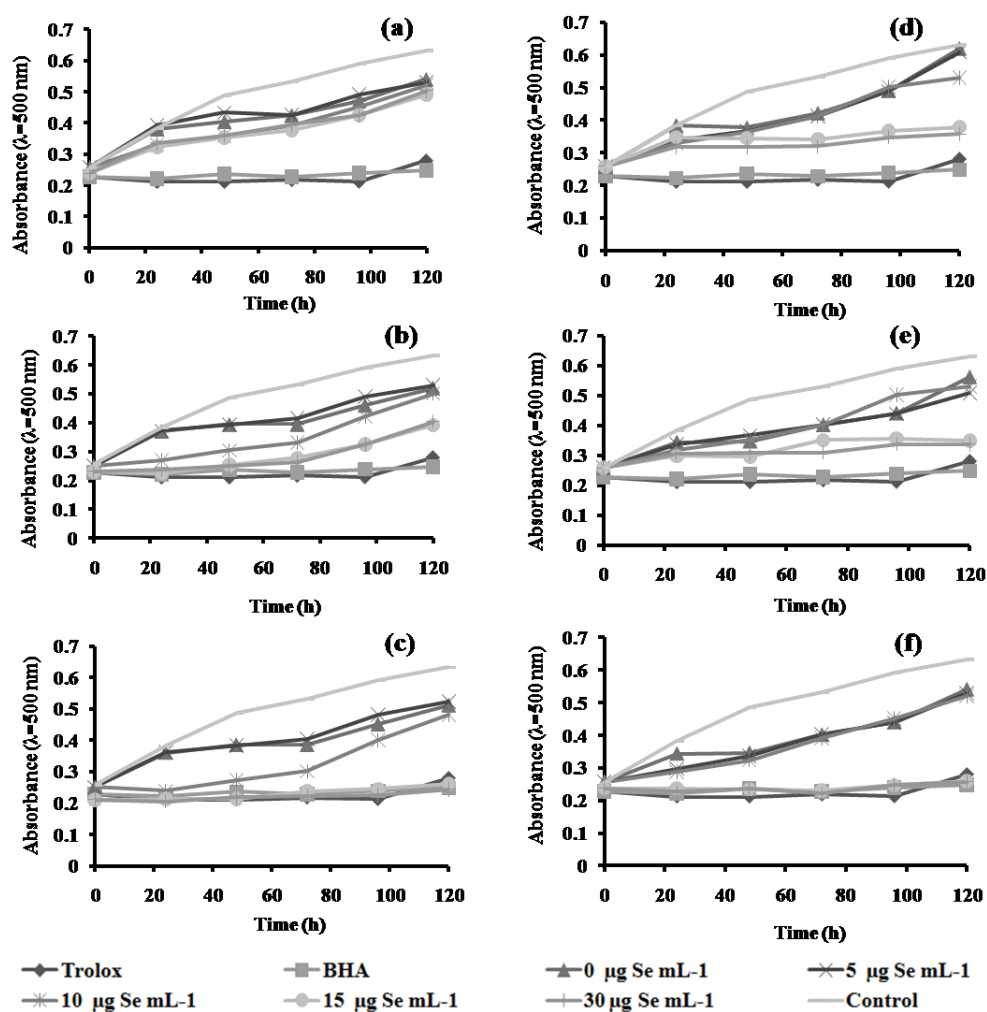 (a)
Absorbance (λ=500 nm)
0.7
0.6
0.5
0.4
0.3
0.2
0.1
0
0 20 40 60 80 100 120
Time (h)
(d)
Absorbance (λ=500 nm)
0.7
0.6
0.5
0.4
0.3
0.2
0.1
0
0 20 40 60 80 100 120
Time (h)
(b)
Absorbance (λ=500 nm)
0.7
0.6
0.5
0.4
0.3
0.2
0.1
0
0 20 40 60 80 100 120
Time (h)
(e)
Absorbance (λ=500 nm)
0.7
0.6
0.5
0.4
0.3
0.2
0.1
0
0 20 40 60 80 100 120
Time (h)
(c)
Absorbance (λ=500 nm)
0.7
0.6
0.5
0.4
0.3
0.2
0.1
0
0 20 40 60 80 100 120
Time (h)
(f)
Absorbance (λ=500 nm)
0.7
0.6
0.5
0.4
0.3
0.2
0.1
0
0 20 40 60 80 100 120
Time (h)
Trolox BHA 0 µg Se mL-1 5 µg Se mL-1
10 µg Se mL-1 15 µg Se mL-1 30 µg Se mL-1 Control